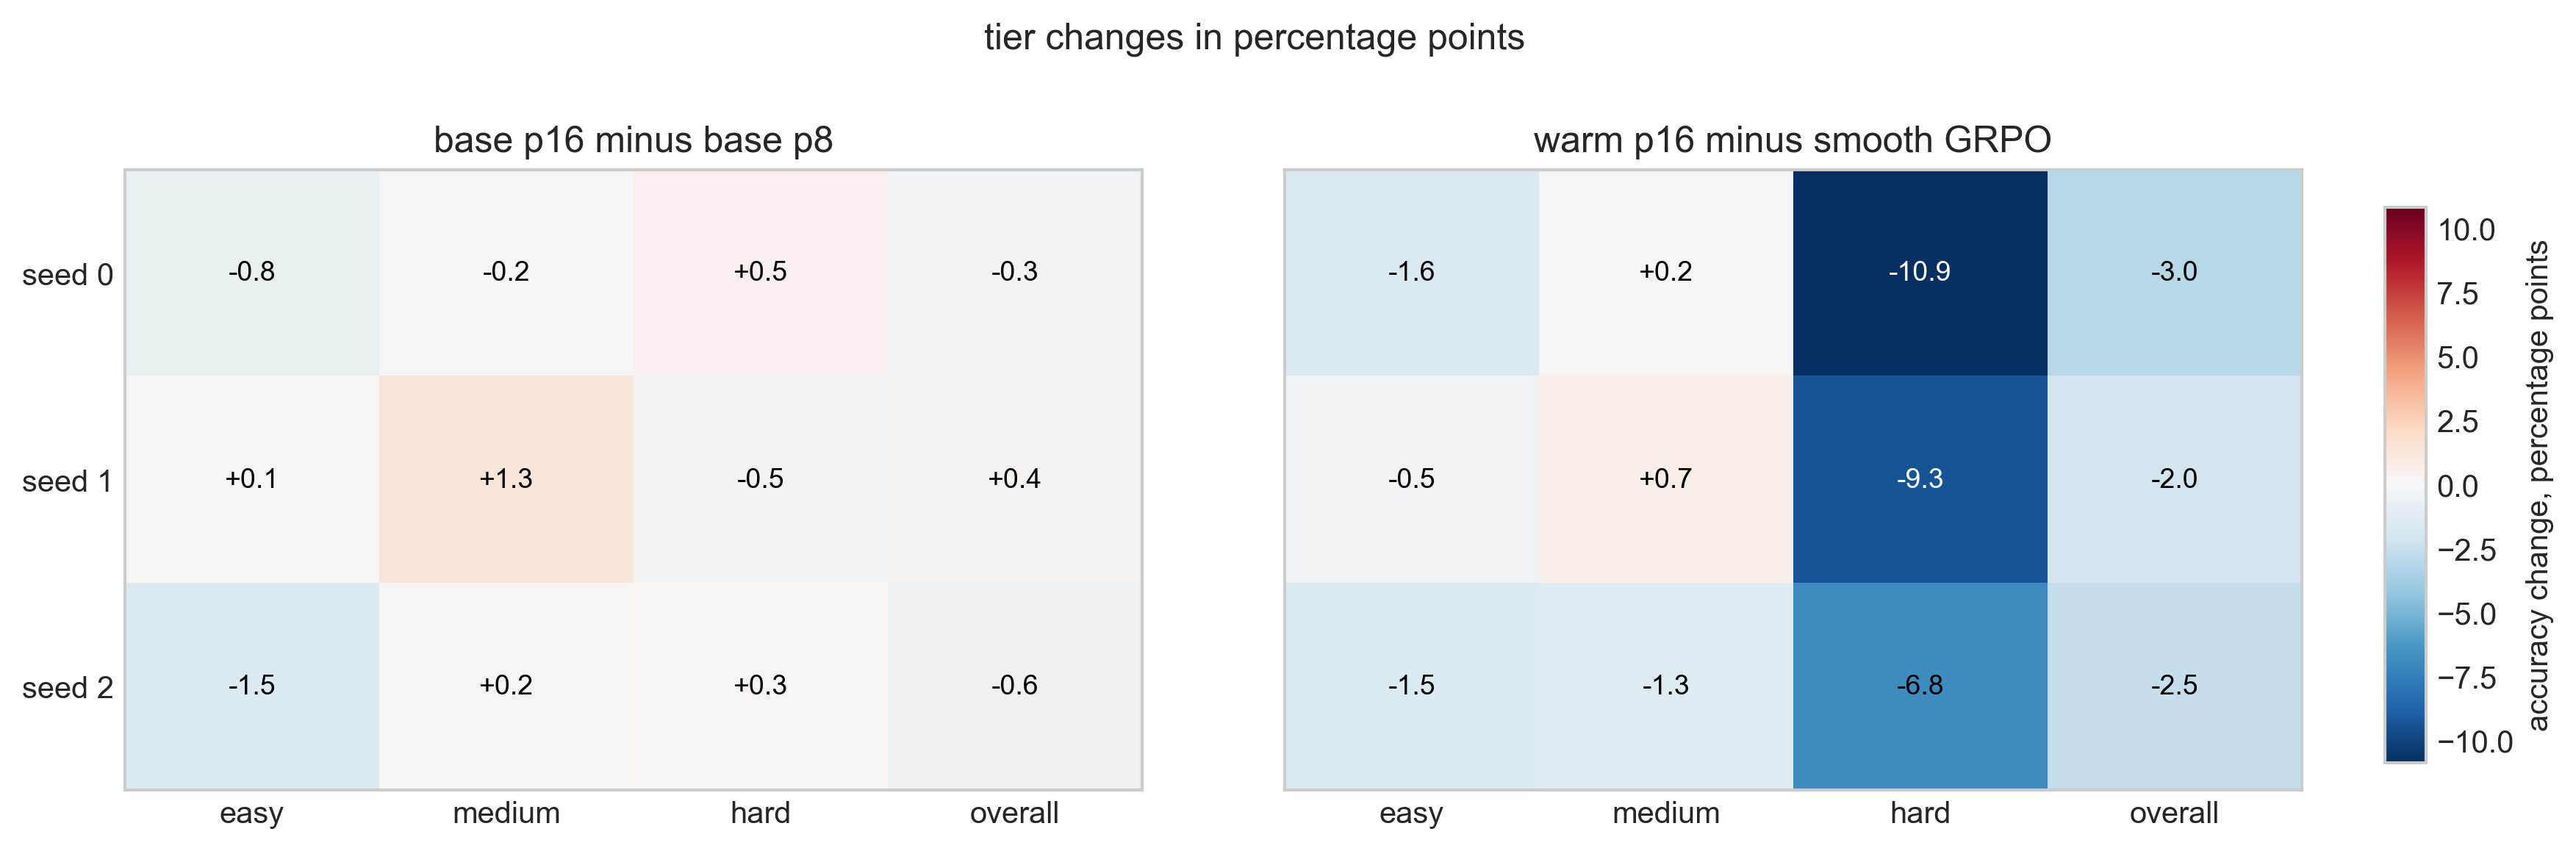 tier changes in percentage points
base p16 minus base p8
seed 0
-0.8 -0.2 +0.5 -0.3
seed 1
+0.1 +1.3 -0.5 +0.4
seed 2
-1.5 +0.2 +0.3 -0.6
easy medium hard overall
warm p16 minus smooth GRPO
-1.6 +0.2 -10.9 -3.0
-0.5 +0.7 -9.3 -2.0
-1.5 -1.3 -6.8 -2.5
easy medium hard overall
10.0
7.5
5.0
2.5
0.0
−2.5
−5.0
−7.5
−10.0
accuracy change, percentage points